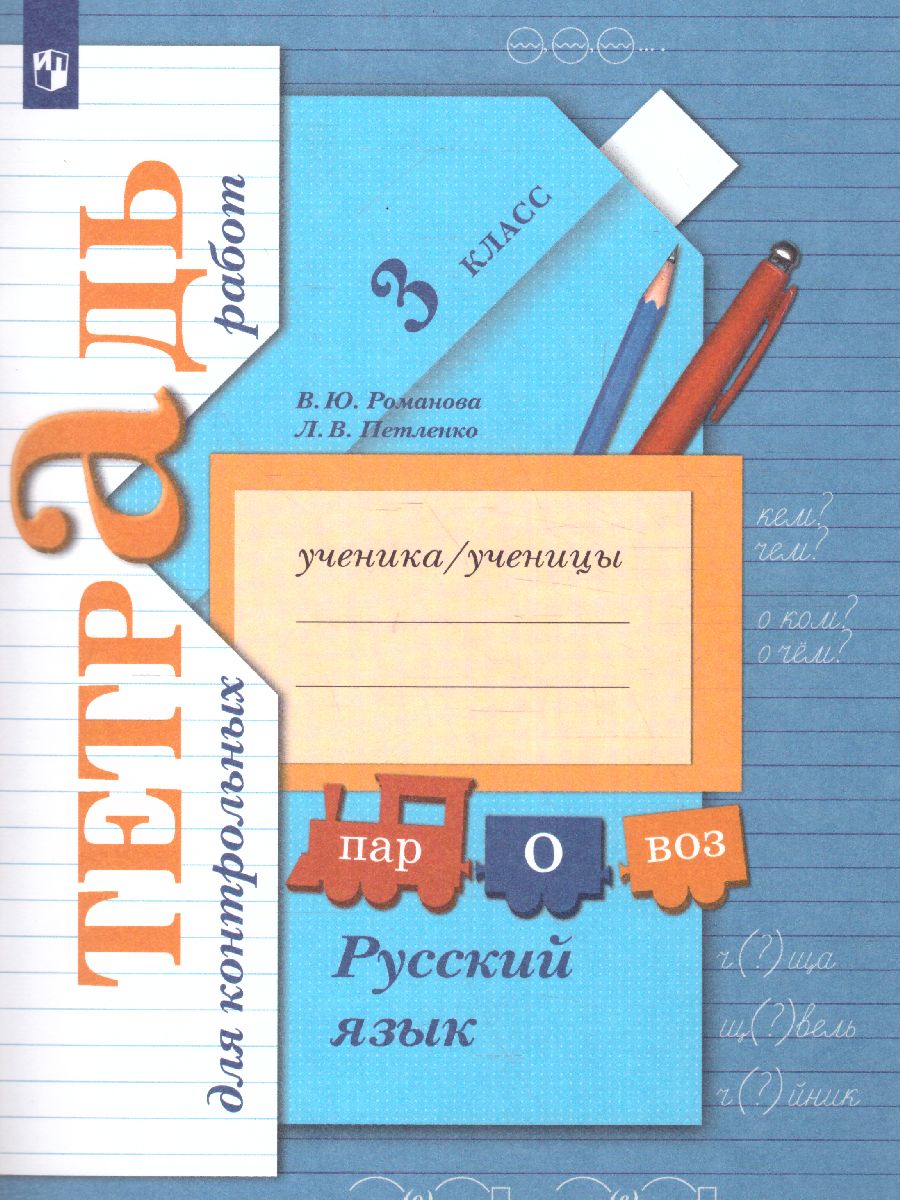 ИП
ТЕТРАДЬ
для контрольных работ
3 класс
В. Ю. Романова
Л. В. Петленко
ученика/ученицы
кем?
чем?
о ком?
о чём?
пар о воз
Русский
язык
ч(?)ща
щ(?)вель
ч(?)йник